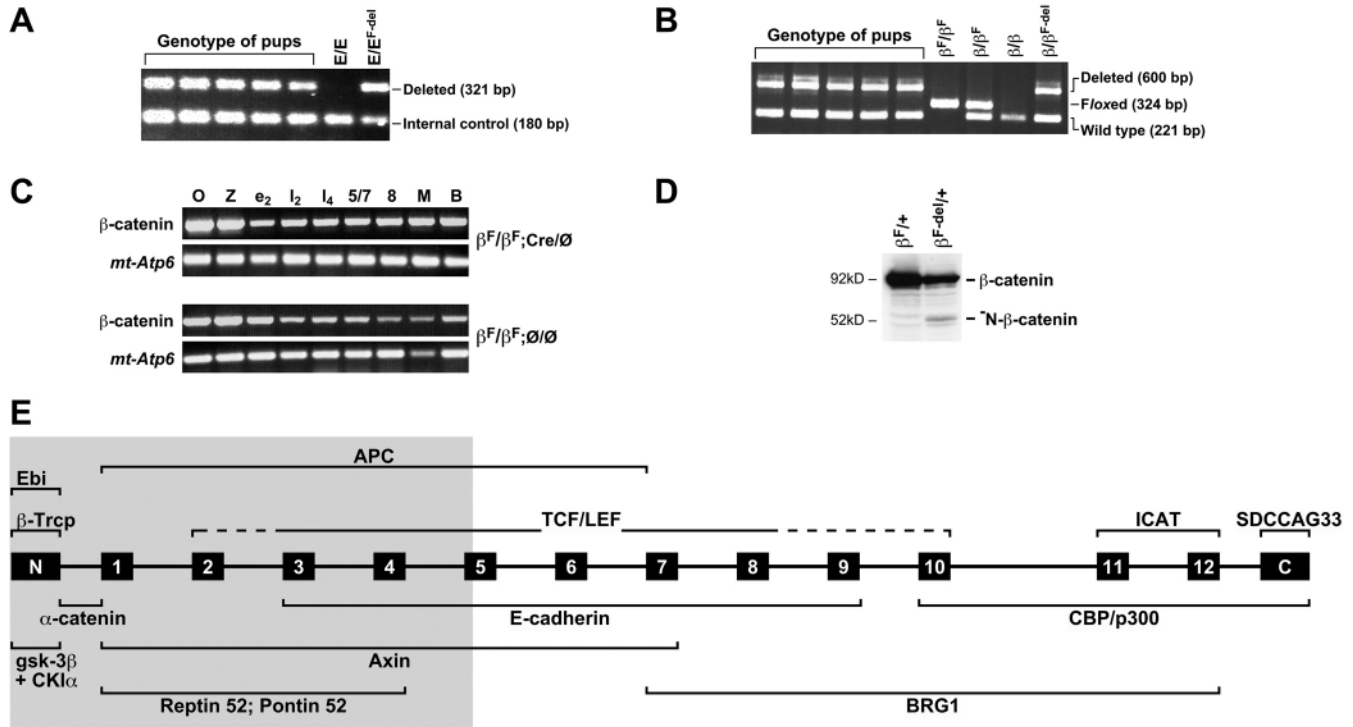 A
Genotype of pups
E/E
E/E^F-del
Deleted (321 bp)
Internal control (180 bp)
B
Genotype of pups
β^F/β^F
β/β^F
β/β
β/β^F-del
Deleted (600 bp)
Floxed (324 bp)
Wild type (221 bp)
C
O Z e₂ l₂ l₄ 5/7 8 M B
β-catenin
mt-Atp6
β^F/β^F;Cre/Ø
β-catenin
mt-Atp6
β^F/β^F;Ø/Ø
D
β^F/+
β^F-del/+
92kD
β-catenin
52kD
⁻N-β-catenin
E
APC
Ebi
β-Trcp
TCF/LEF
ICAT
SDCCAG33
N 1 2 3 4 5 6 7 8 9 10 11 12 C
α-catenin
E-cadherin
CBP/p300
gsk-3β
+ CKIα
Axin
Reptin 52; Pontin 52
BRG1